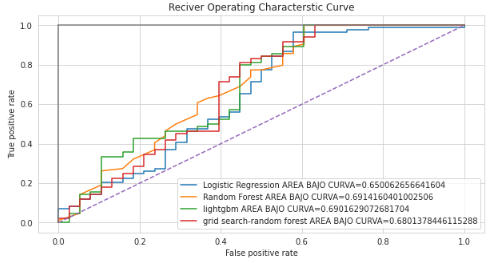 Reciver Operating Characterstic Curve
True positive rate
1.0
0.8
0.6
0.4
0.2
0.0
Logistic Regression AREA BAJO CURVA=0.650062656641604
Random Forest AREA BAJO CURVA=0.6914160401002506
lightgbm AREA BAJO CURVA=0.6901629072681704
grid search-random forest AREA BAJO CURVA=0.6801378446115288
0.0 0.2 0.4 0.6 0.8 1.0
False positive rate